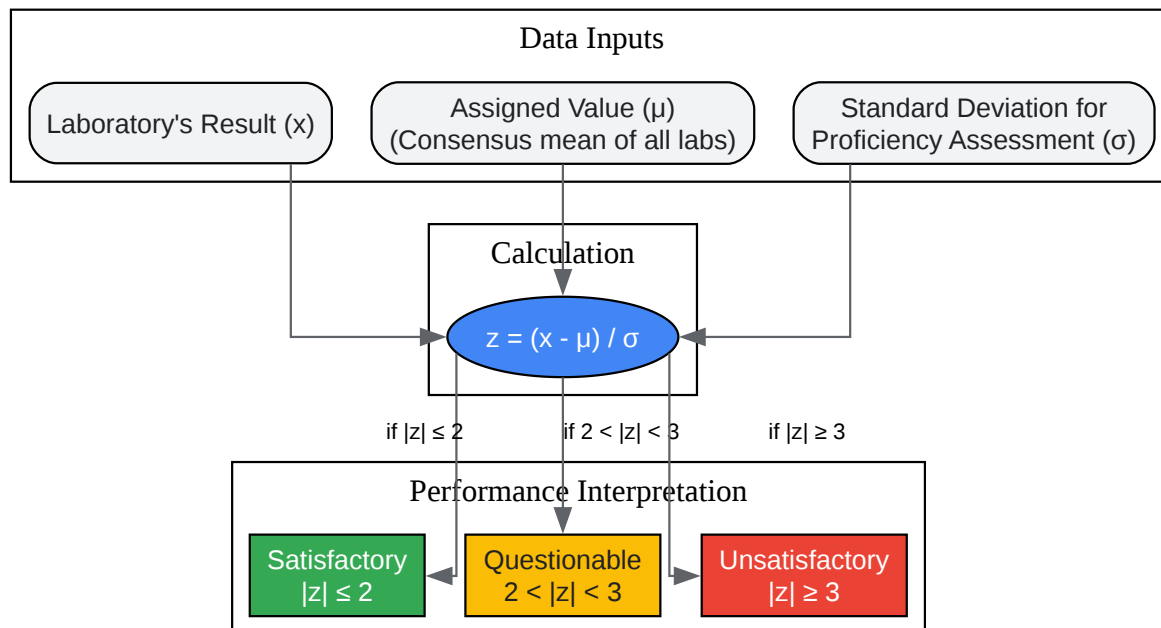 Data Inputs
Laboratory's Result (x)
Assigned Value (μ)
(Consensus mean of all labs)
Standard Deviation for
Proficiency Assessment (σ)
Calculation
z = (x - μ) / σ
if |z| ≤ 2
if 2 < |z| < 3
if |z| ≥ 3
Performance Interpretation
Satisfactory
|z| ≤ 2
Questionable
2 < |z| < 3
Unsatisfactory
|z| ≥ 3